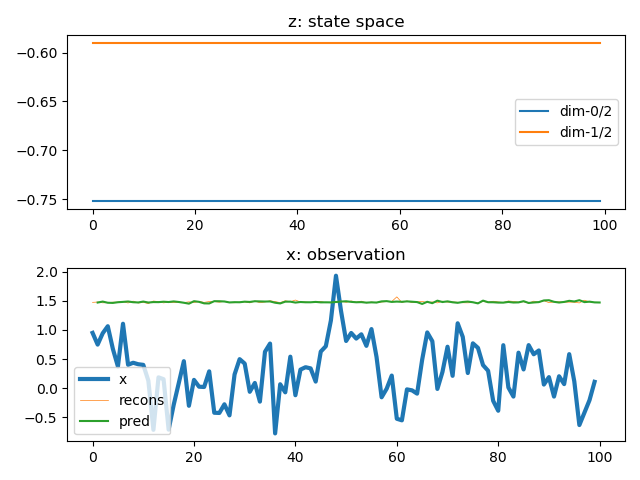 z: state space
−0.60
−0.65
−0.70
−0.75
dim-0/2
dim-1/2
0 20 40 60 80 100
x: observation
2.0
1.5
1.0
0.5
0.0
−0.5
x
recons
pred
0 20 40 60 80 100